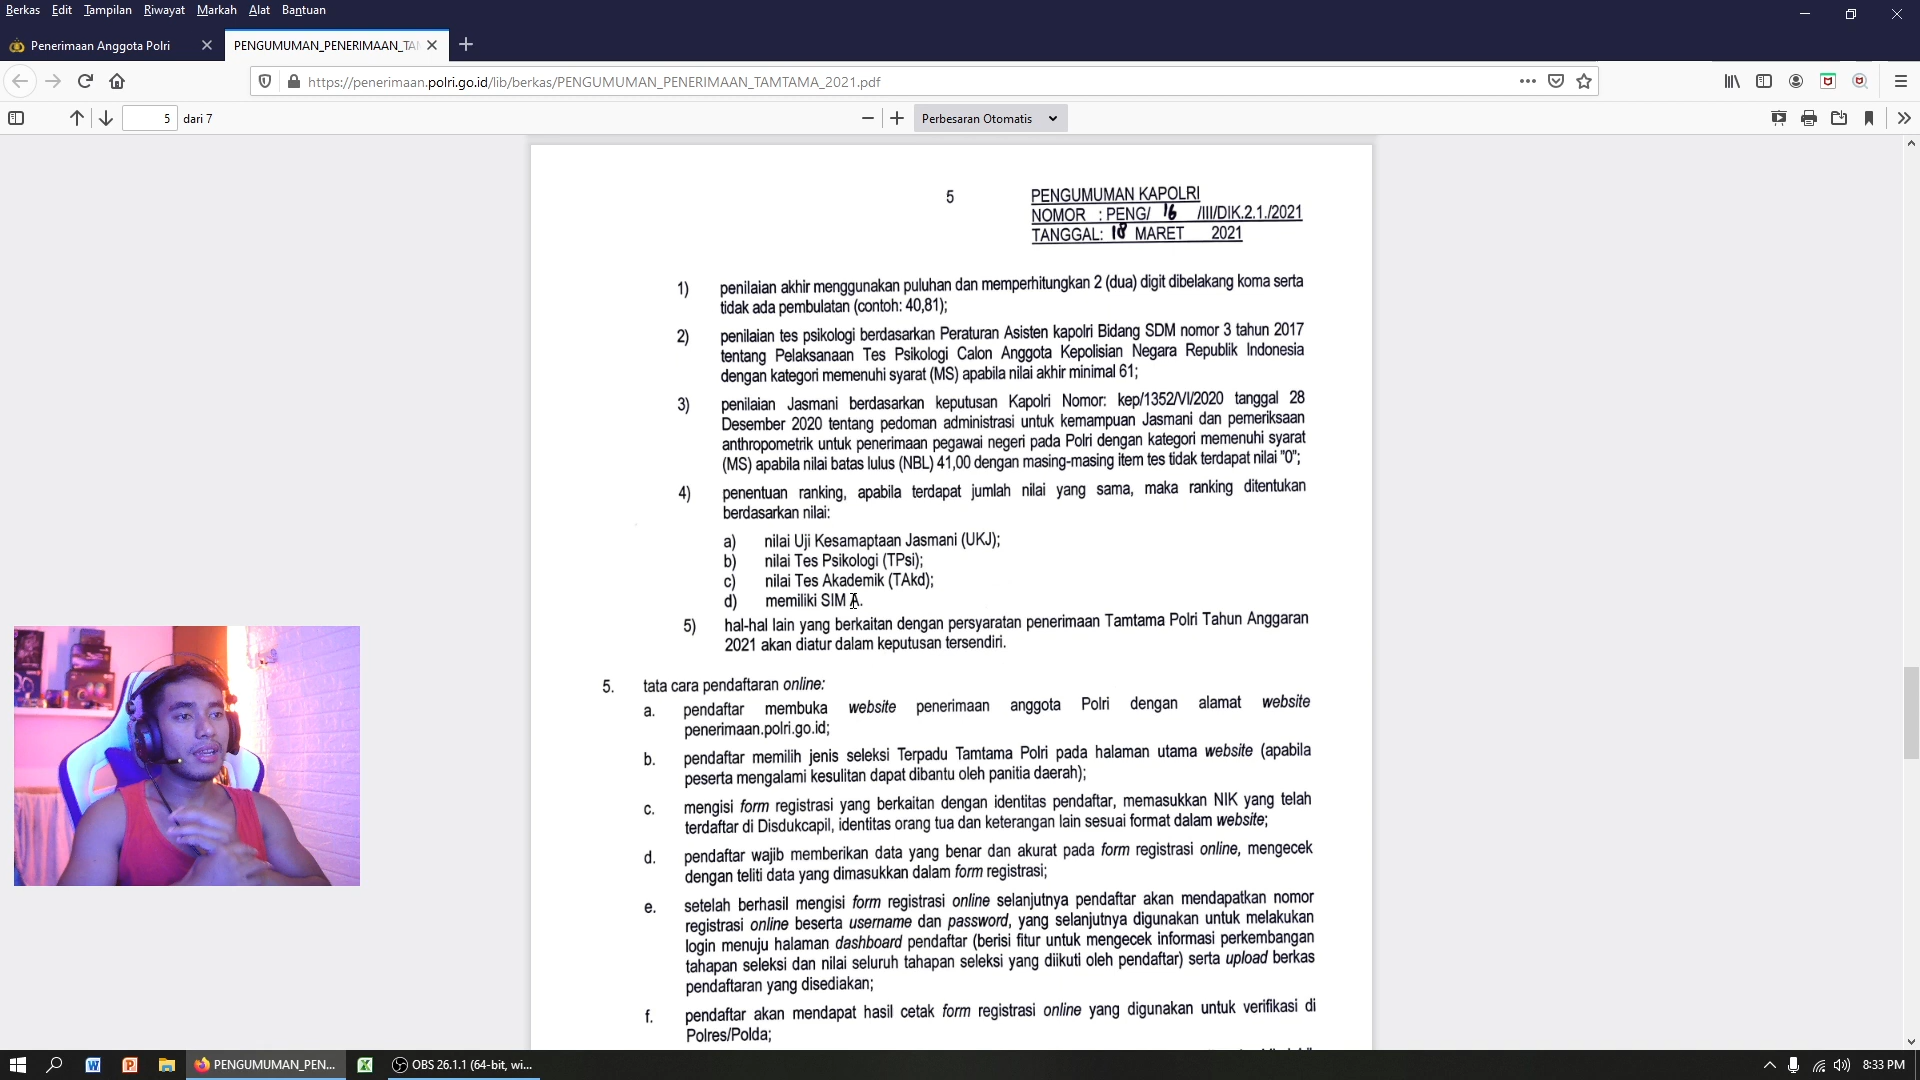 Berkas Edit Tampilan Riwayat Markah Alat Bantuan
Penerimaan Anggota Polri
PENGUMUMAN_PENERIMAAN_TAM
https://penerimaan.polri.go.id/lib/berkas/PENGUMUMAN_PENERIMAAN_TAMTAMA_2021.pdf
5 dari 7
Perbesaran Otomatis
5
PENGUMUMAN KAPOLRI
NOMOR : PENG/ 16 /III/DIK.2.1./2021
TANGGAL: 18 MARET 2021
1) penilaian akhir menggunakan puluhan dan memperhitungkan 2 (dua) digit dibelakang koma serta
tidak ada pembulatan (contoh: 40,81);
2) penilaian tes psikologi berdasarkan Peraturan Asisten kapolri Bidang SDM nomor 3 tahun 2017
tentang Pelaksanaan Tes Psikologi Calon Anggota Kepolisian Negara Republik Indonesia
dengan kategori memenuhi syarat (MS) apabila nilai akhir minimal 61;
3) penilaian Jasmani berdasarkan keputusan Kapolri Nomor: kep/1352/VI/2020 tanggal 28
Desember 2020 tentang pedoman administrasi untuk kemampuan Jasmani dan pemeriksaan
anthropometrik untuk penerimaan pegawai negeri pada Polri dengan kategori memenuhi syarat
(MS) apabila nilai batas lulus (NBL) 41,00 dengan masing-masing item tes tidak terdapat nilai "0";
4) penentuan ranking, apabila terdapat jumlah nilai yang sama, maka ranking ditentukan
berdasarkan nilai:
a) nilai Uji Kesamaptaan Jasmani (UKJ);
b) nilai Tes Psikologi (TPsi);
c) nilai Tes Akademik (TAkd);
d) memiliki SIM A.
5) hal-hal lain yang berkaitan dengan persyaratan penerimaan Tamtama Polri Tahun Anggaran
2021 akan diatur dalam keputusan tersendiri.
5. tata cara pendaftaran online:
a. pendaftar membuka website penerimaan anggota Polri dengan alamat website
penerimaan.polri.go.id;
b. pendaftar memilih jenis seleksi Terpadu Tamtama Polri pada halaman utama website (apabila
peserta mengalami kesulitan dapat dibantu oleh panitia daerah);
c. mengisi form registrasi yang berkaitan dengan identitas pendaftar, memasukkan NIK yang telah
terdaftar di Disdukcapil, identitas orang tua dan keterangan lain sesuai format dalam website;
d. pendaftar wajib memberikan data yang benar dan akurat pada form registrasi online, mengecek
dengan teliti data yang dimasukkan dalam form registrasi;
e. setelah berhasil mengisi form registrasi online selanjutnya pendaftar akan mendapatkan nomor
registrasi online beserta username dan password, yang selanjutnya digunakan untuk melakukan
login menuju halaman dashboard pendaftar (berisi fitur untuk mengecek informasi perkembangan
tahapan seleksi dan nilai seluruh tahapan seleksi yang diikuti oleh pendaftar) serta upload berkas
pendaftaran yang disediakan;
f. pendaftar akan mendapat hasil cetak form registrasi online yang digunakan untuk verifikasi di
Polres/Polda;
PENGUMUMAN_PEN...
OBS 26.1.1 (64-bit, wi...
8:33 PM